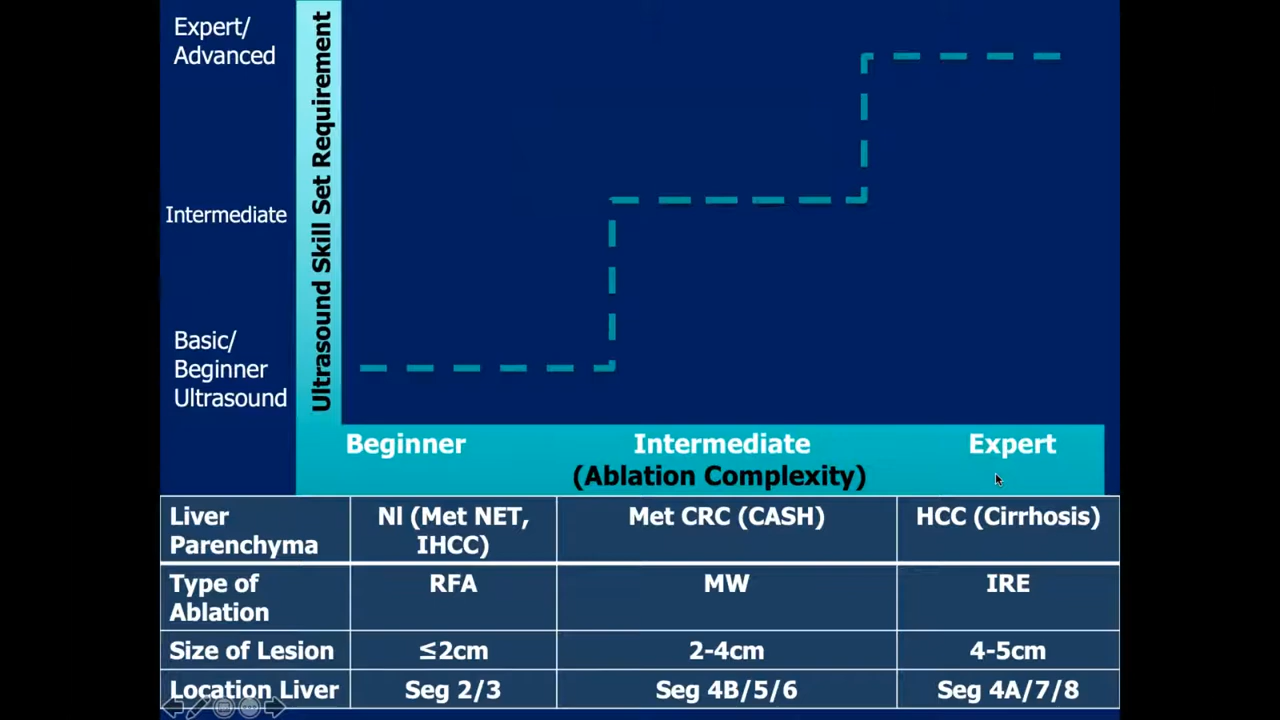 Expert/
Advanced
Intermediate
Basic/
Beginner
Ultrasound
Ultrasound Skill Set Requirement
Beginner Intermediate Expert
(Ablation Complexity)
Liver Nl (Met NET, Met CRC (CASH) HCC (Cirrhosis)
Parenchyma IHCC)
Type of RFA MW IRE
Ablation
Size of Lesion ≤2cm 2-4cm 4-5cm
Location Liver Seg 2/3 Seg 4B/5/6 Seg 4A/7/8